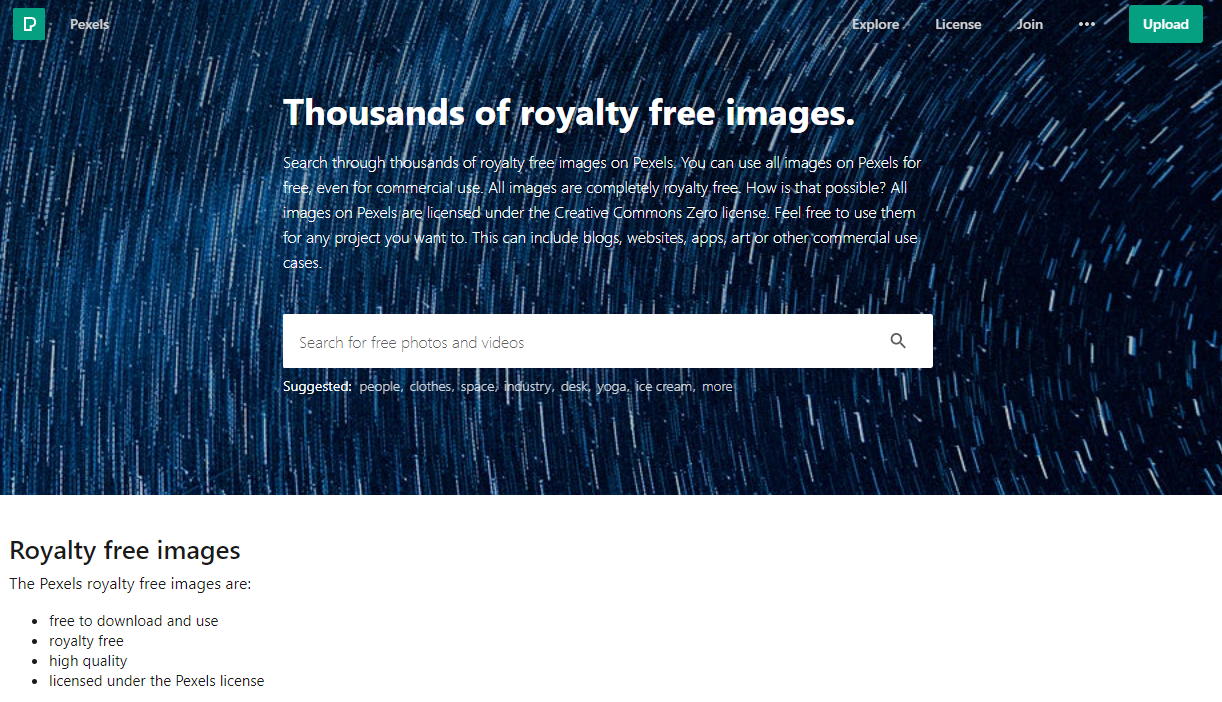 Pexels
Explore
License
Join
•••
Upload
Thousands of royalty free images.
Search through thousands of royalty free images on Pexels. You can use all images on Pexels for
free, even for commercial use. All images are completely royalty free. How is that possible? All
images on Pexels are licensed under the Creative Commons Zero license. Feel free to use them
for any project you want to. This can include blogs, websites, apps, art or other commercial use
cases.
Search for free photos and videos
Suggested: people, clothes, space, industry, desk, yoga, ice cream, more
Royalty free images
The Pexels royalty free images are:
• free to download and use
• royalty free
• high quality
• licensed under the Pexels license